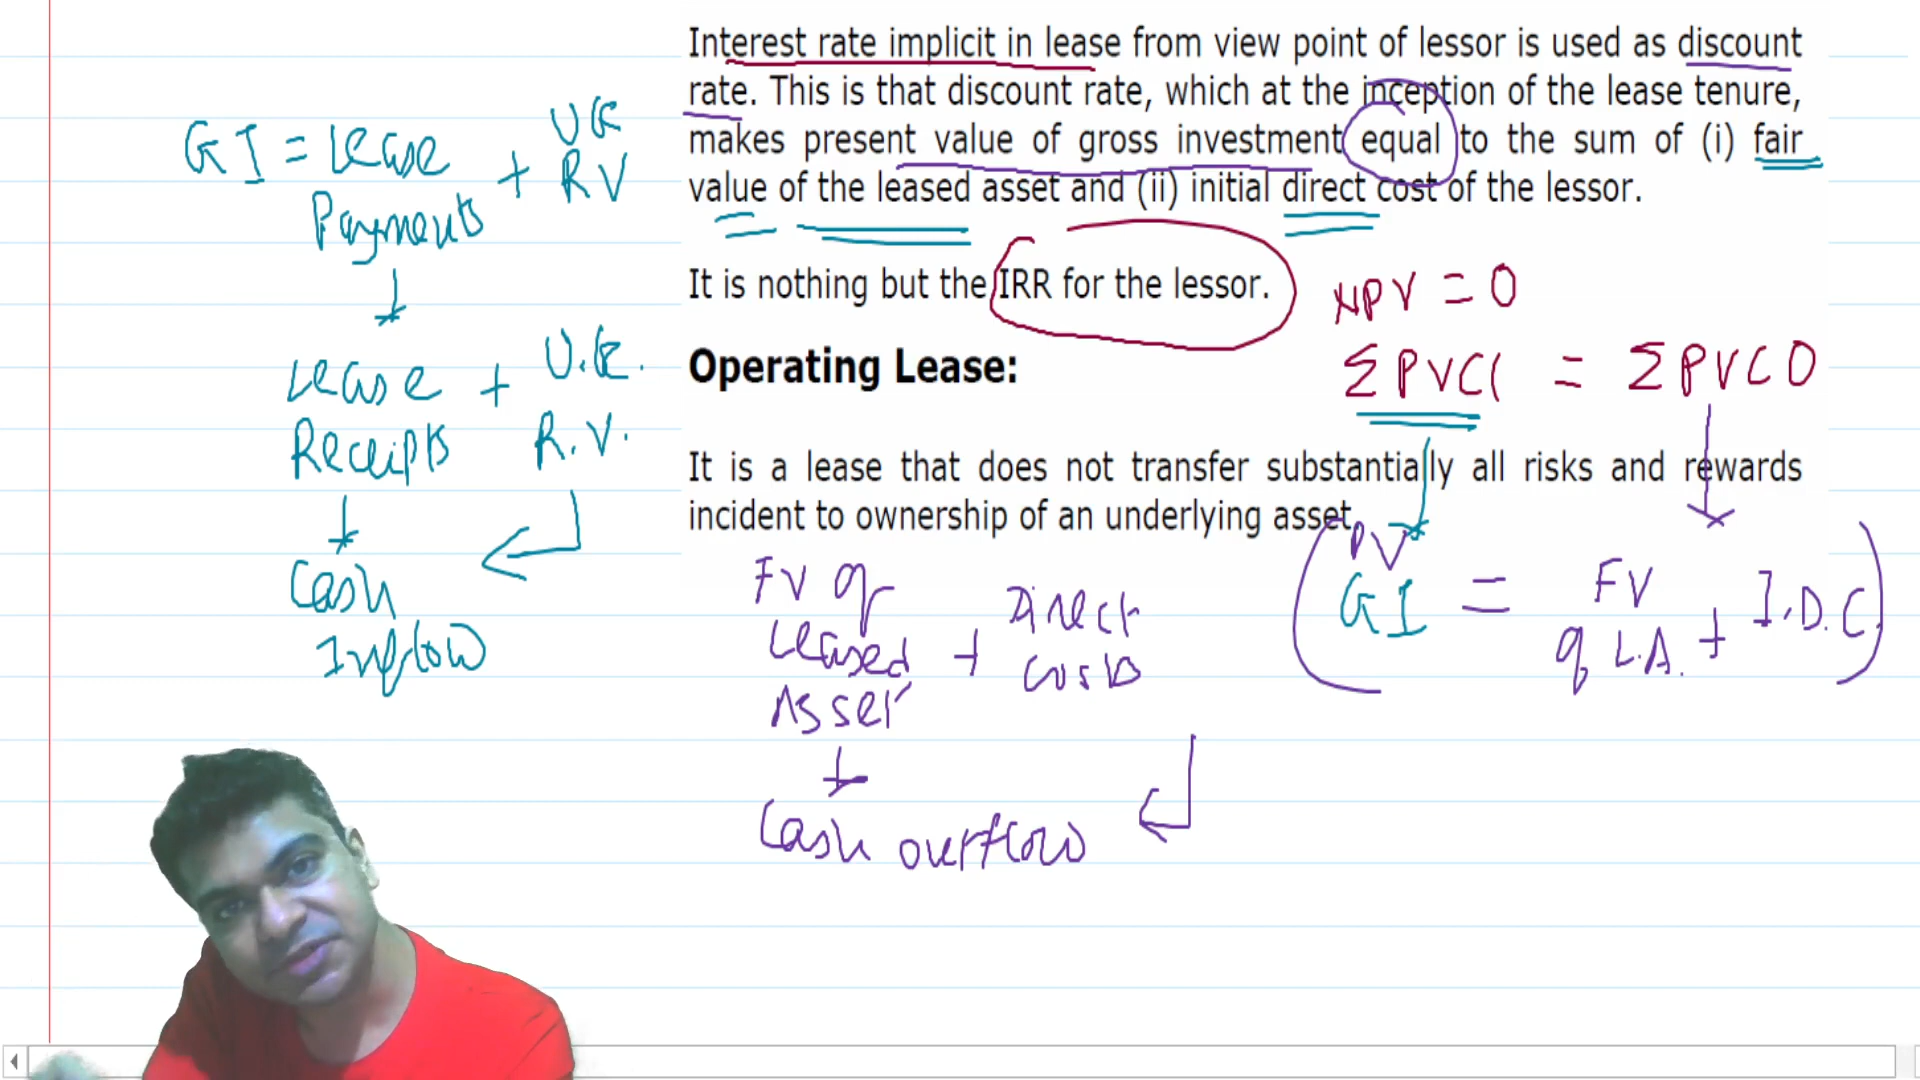 Interest rate implicit in lease from view point of lessor is used as discount
rate. This is that discount rate, which at the inception of the lease tenure,
makes present value of gross investment equal to the sum of (i) fair
value of the leased asset and (ii) initial direct cost of the lessor.
It is nothing but the IRR for the lessor.
NPV = 0
Operating Lease:
ΣPVCI = ΣPVCO
It is a lease that does not transfer substantially all risks and rewards
incident to ownership of an underlying asset.
GI = Lease + UG
Payments RV
Lease + U.G.
Receipts R.V.
Cash
Inflow
FV of
Leased + Direct
Asset Costs
Cash outflow
PV
GI = FV + I.D.C.
of L.A.